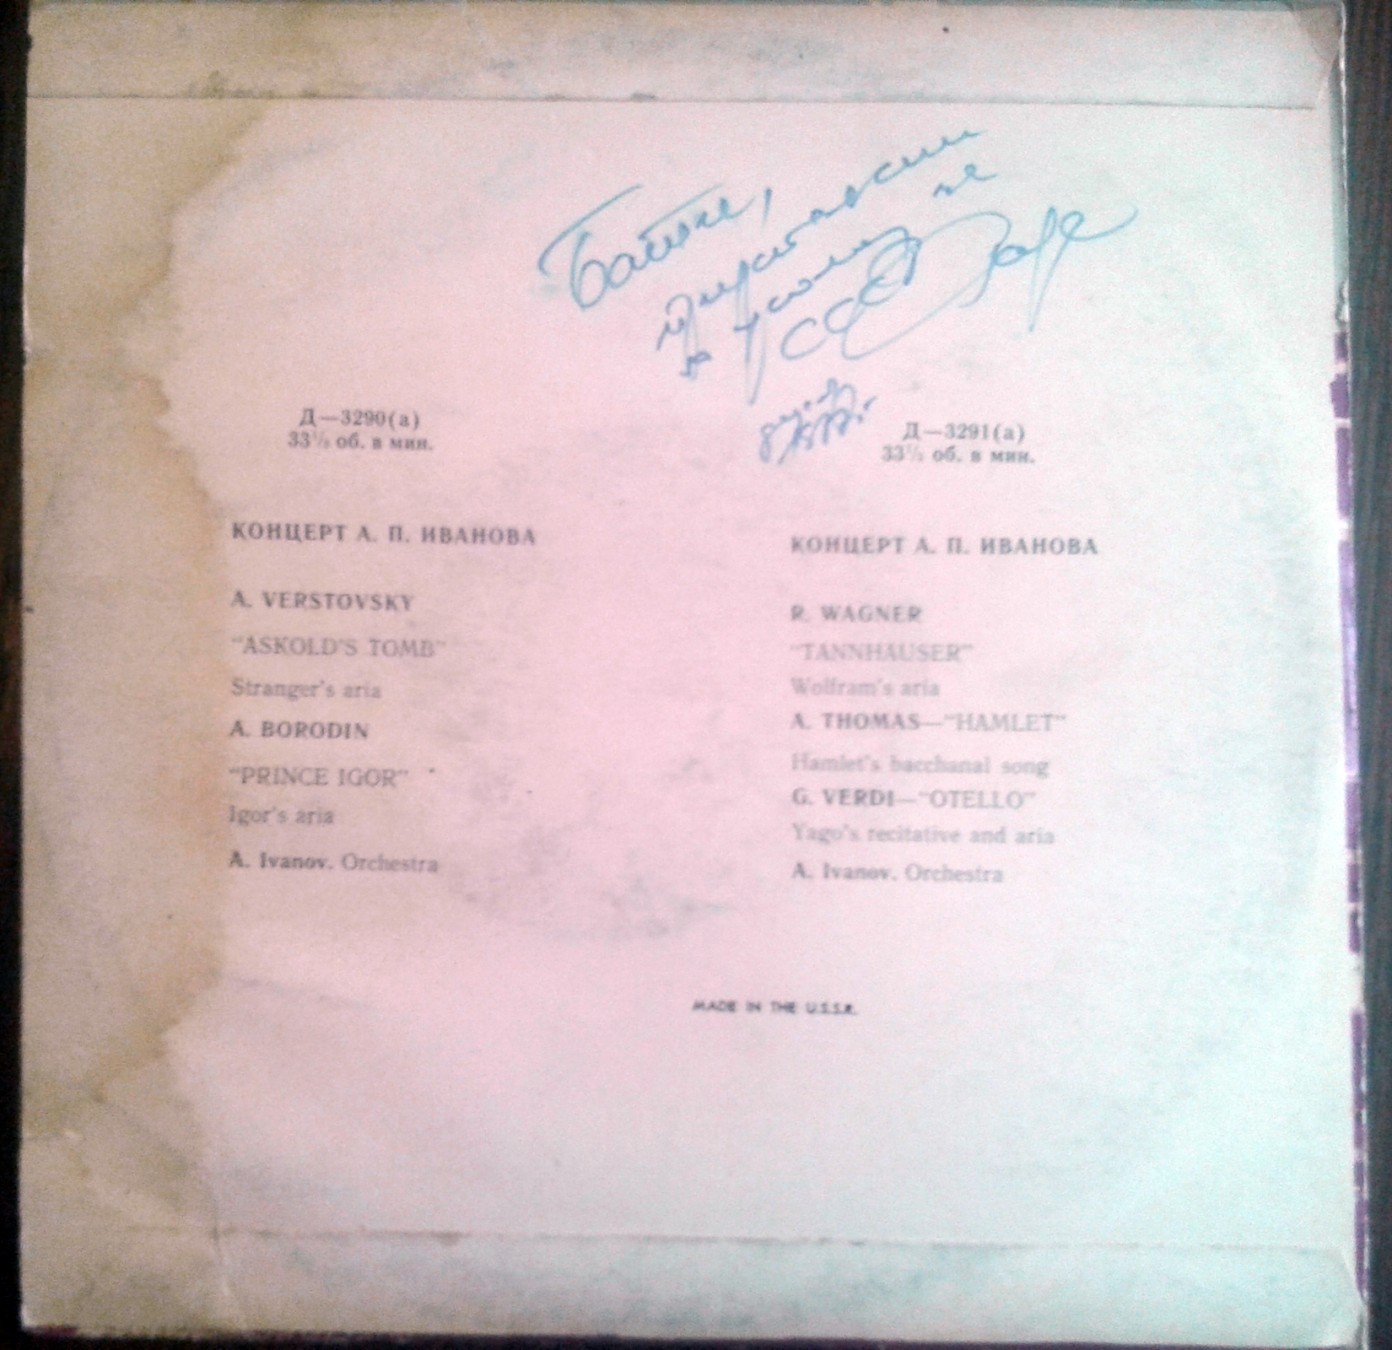 Батьке,
Д—3290(а)
33⅓ об. в мин.
КОНЦЕРТ А. П. ИВАНОВА
A. VERSTOVSKY
"ASKOLD'S TOMB"
Stranger's aria
A. BORODIN
"PRINCE IGOR"
Igor's aria
A. Ivanov. Orchestra
Д—3291(а)
33⅓ об. в мин.
КОНЦЕРТ А. П. ИВАНОВА
R. WAGNER
"TANNHAUSER"
Wolfram's aria
A. THOMAS—"HAMLET"
Hamlet's bacchanal song
G. VERDI—"OTELLO"
Yago's recitative and aria
A. Ivanov. Orchestra
MADE IN THE U.S.S.R.